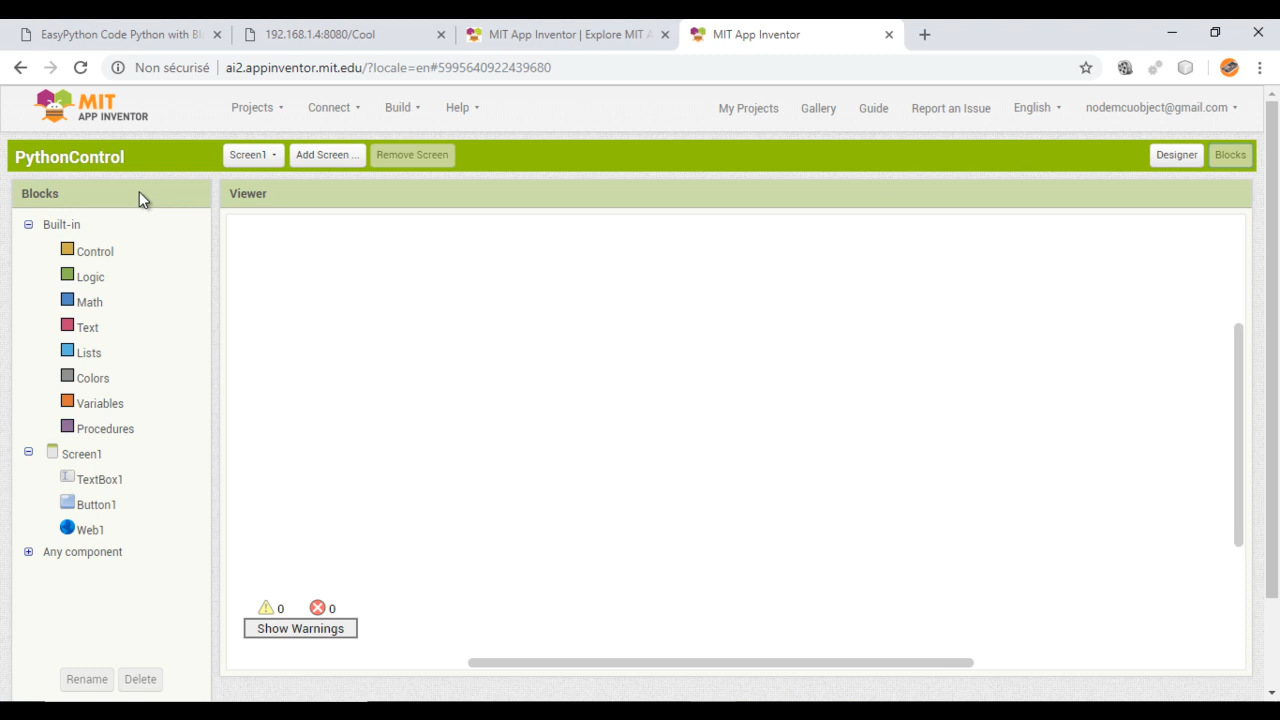 EasyPython Code Python with Bl
192.168.1.4:8080/Cool
MIT App Inventor | Explore MIT A
MIT App Inventor
Non sécurisé
ai2.appinventor.mit.edu/?locale=en#5995640922439680
MIT
APP INVENTOR
Projects
Connect
Build
Help
My Projects
Gallery
Guide
Report an Issue
English
nodemcuobject@gmail.com
PythonControl
Screen1
Add Screen ...
Remove Screen
Designer
Blocks
Blocks
Viewer
Built-in
Control
Logic
Math
Text
Lists
Colors
Variables
Procedures
Screen1
TextBox1
Button1
Web1
Any component
0
0
Show Warnings
Rename
Delete